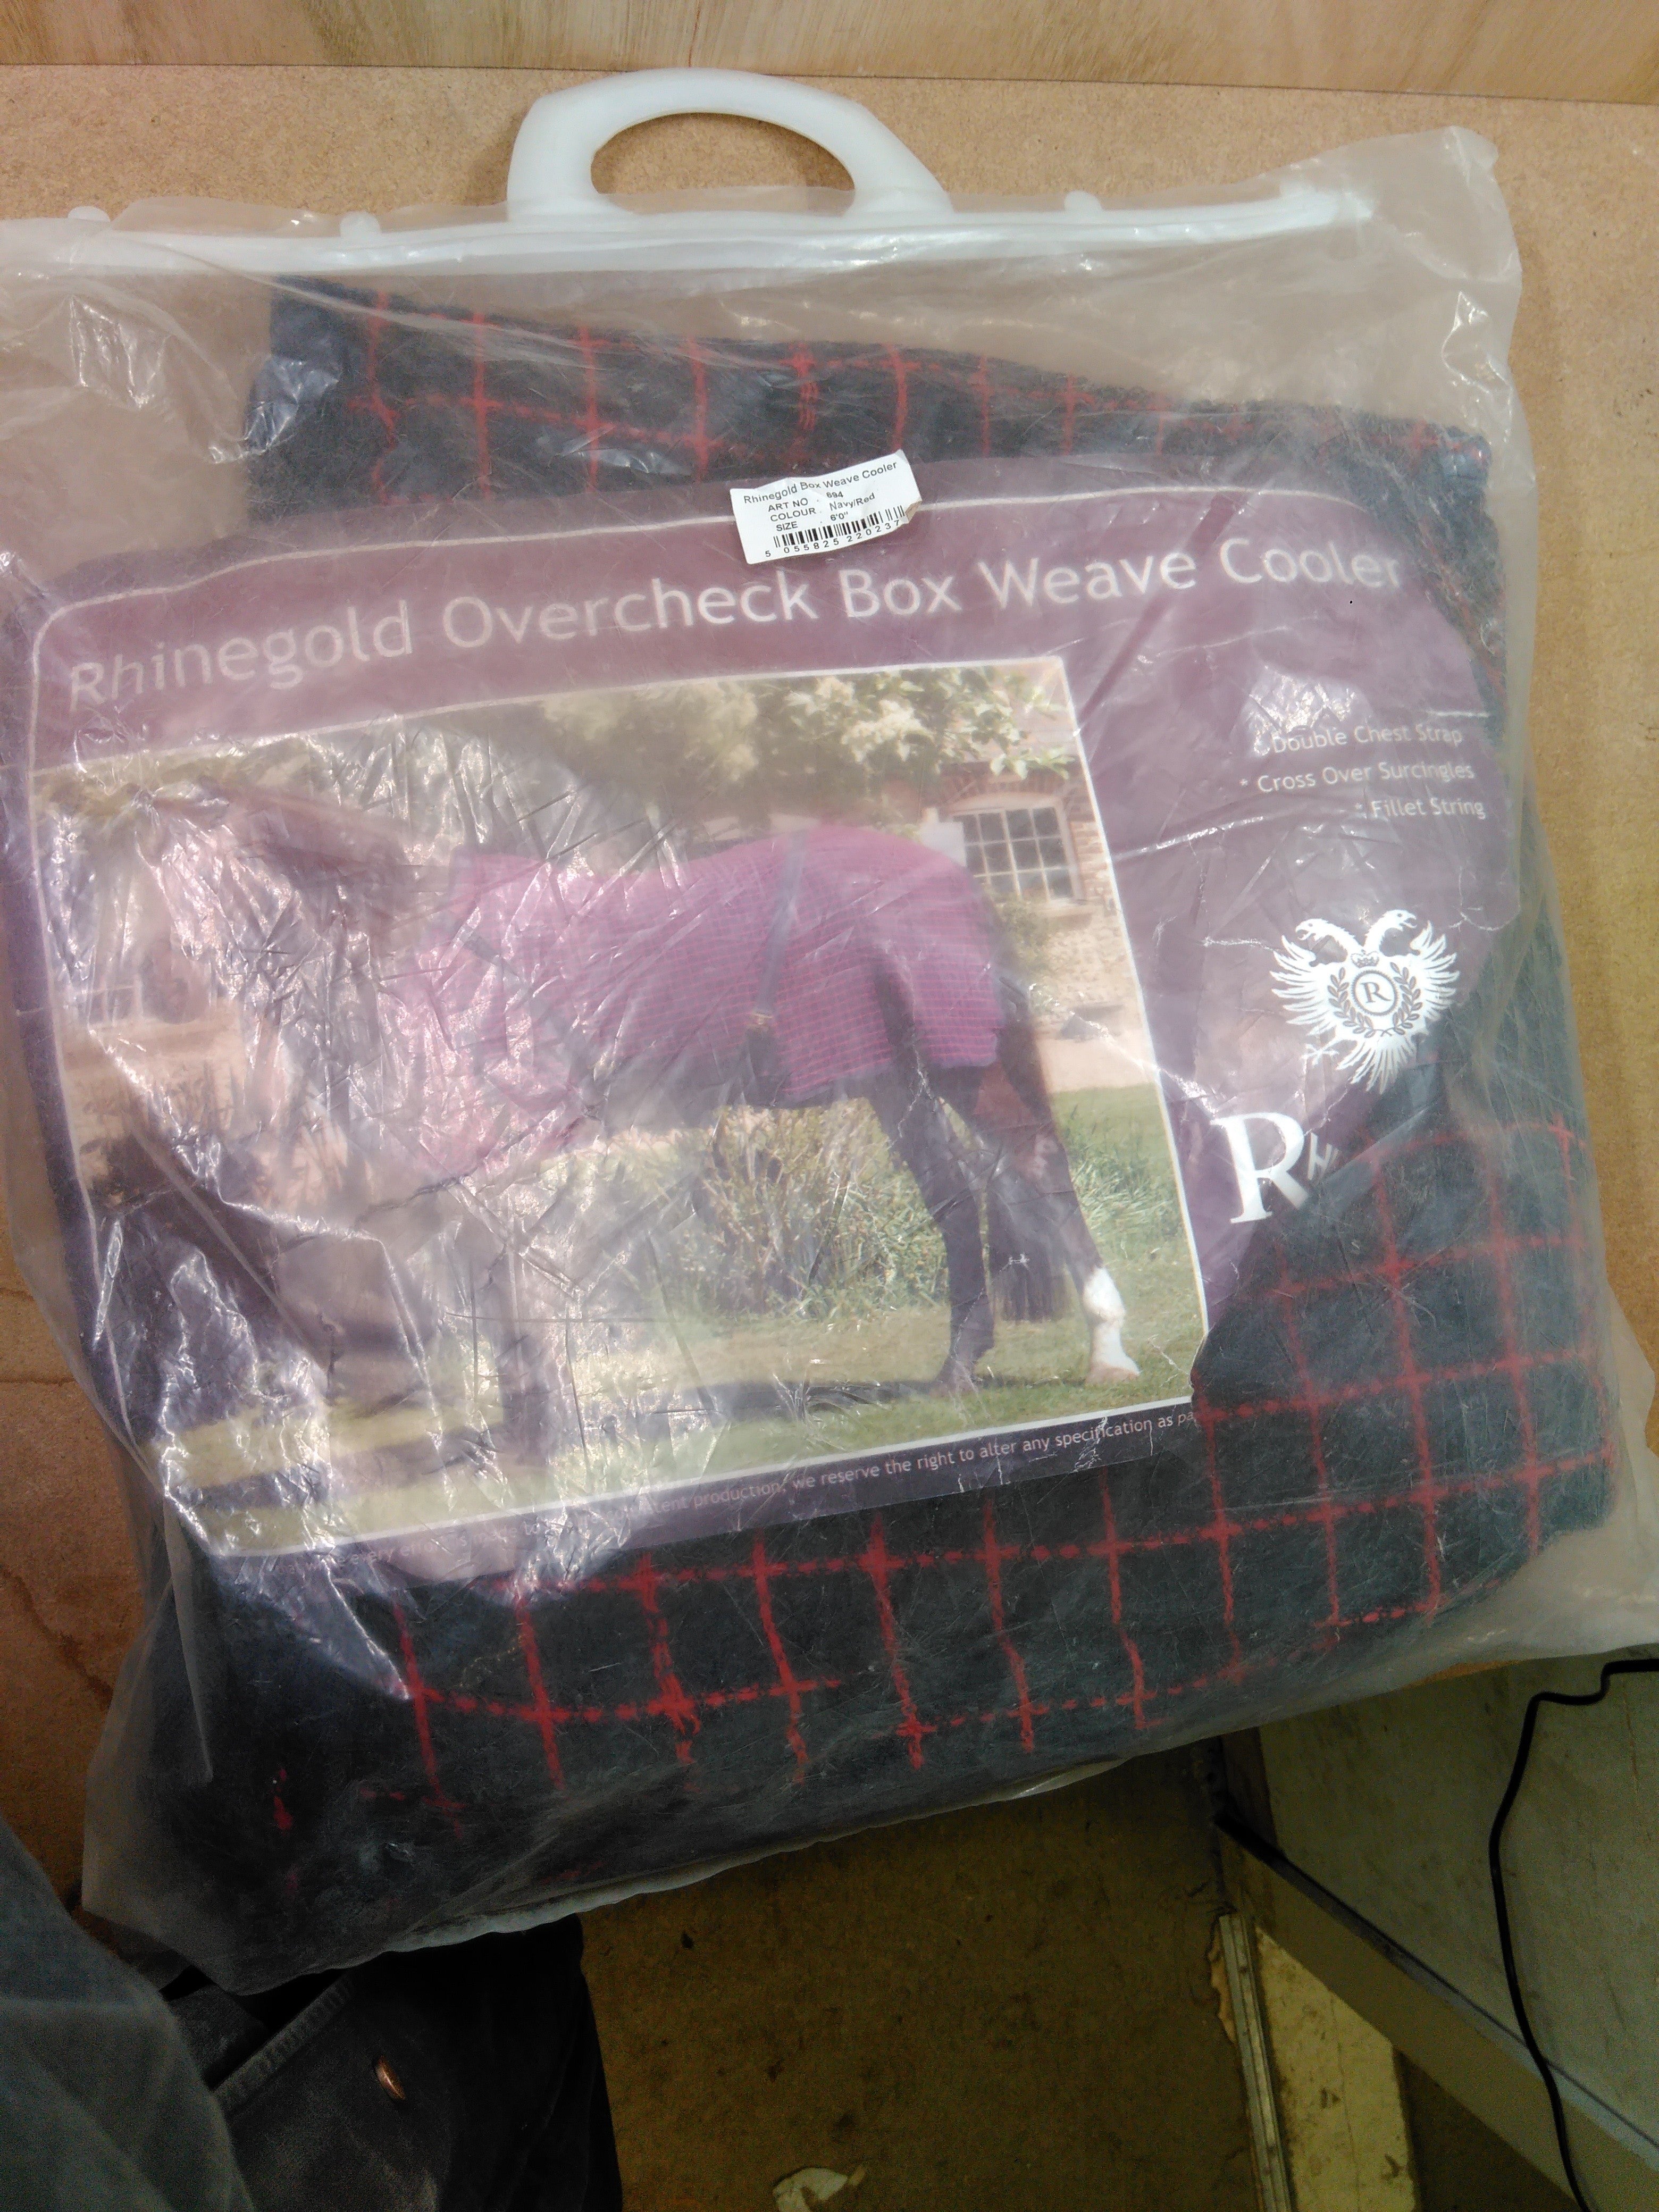 Rhinegold Box Weave Cooler
ART NO : 694
COLOUR : Navy/Red
SIZE : 6'0"
5 055825 220237
Rhinegold Overcheck Box Weave Cooler
* Double Chest Strap
* Cross Over Surcingles
* Fillet String
R
RH
production, we reserve the right to alter any specification as